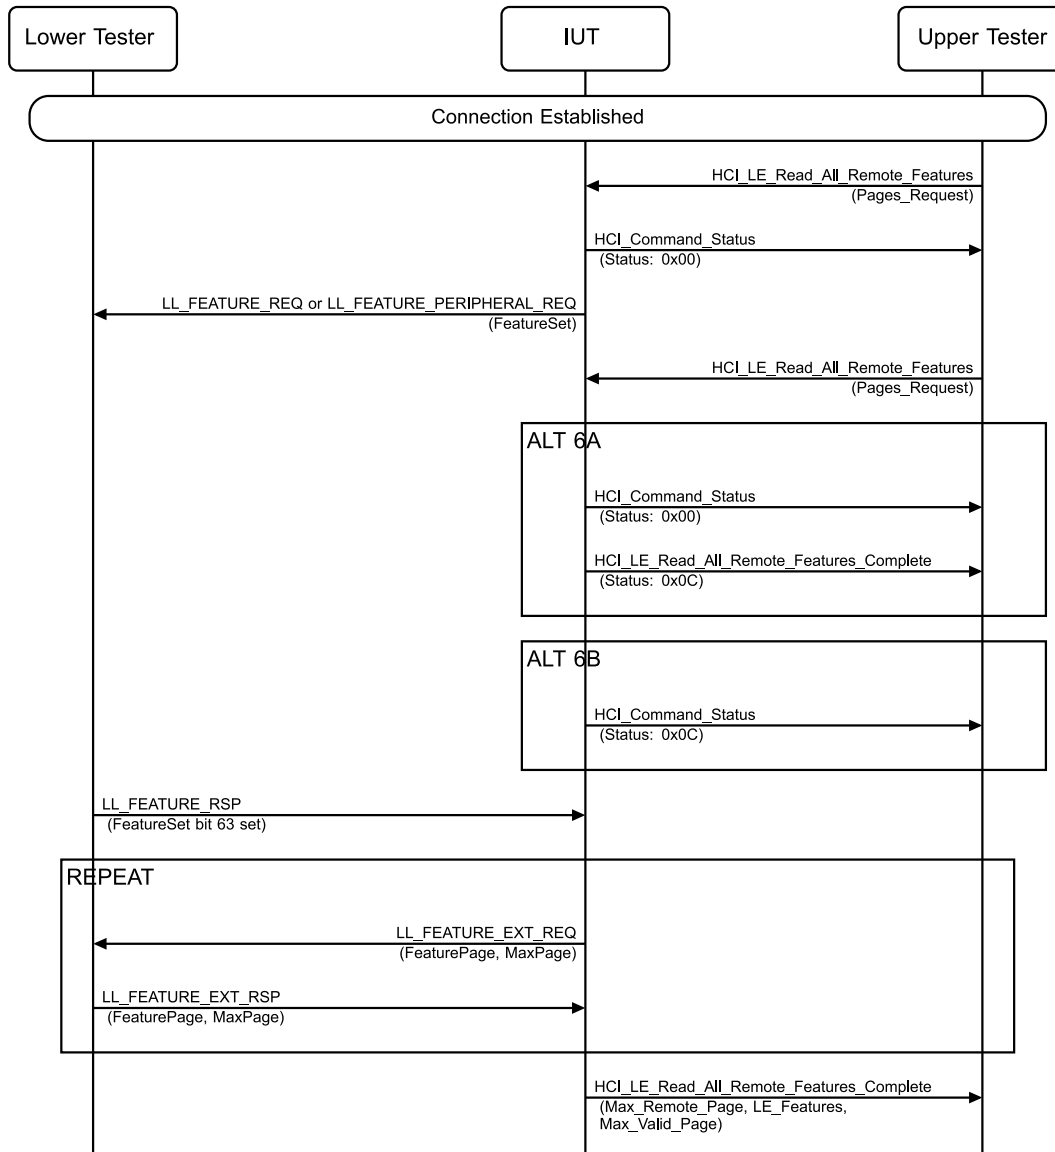 Lower Tester
IUT
Upper Tester
Connection Established
HCI_LE_Read_All_Remote_Features
(Pages_Request)
HCI_Command_Status
(Status: 0x00)
LL_FEATURE_REQ or LL_FEATURE_PERIPHERAL_REQ
(FeatureSet)
HCI_LE_Read_All_Remote_Features
(Pages_Request)
ALT 6A
HCI_Command_Status
(Status: 0x00)
HCI_LE_Read_All_Remote_Features_Complete
(Status: 0x0C)
ALT 6B
HCI_Command_Status
(Status: 0x0C)
LL_FEATURE_RSP
(FeatureSet bit 63 set)
REPEAT
LL_FEATURE_EXT_REQ
(FeaturePage, MaxPage)
LL_FEATURE_EXT_RSP
(FeaturePage, MaxPage)
HCI_LE_Read_All_Remote_Features_Complete
(Max_Remote_Page, LE_Features,
Max_Valid_Page)